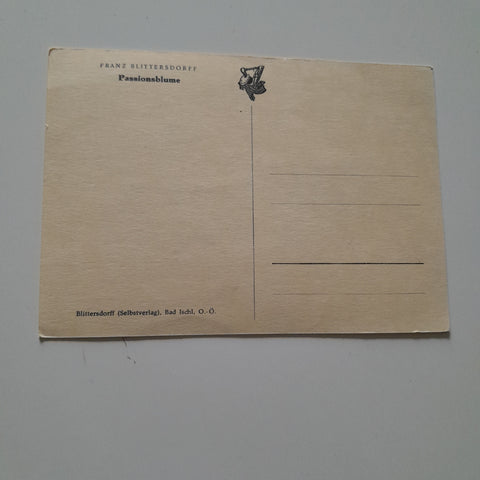 FRANZ BLITTERSDORFF
Passionsblume
Blittersdorff (Selbstverlag), Bad Ischl, O.-Ö.